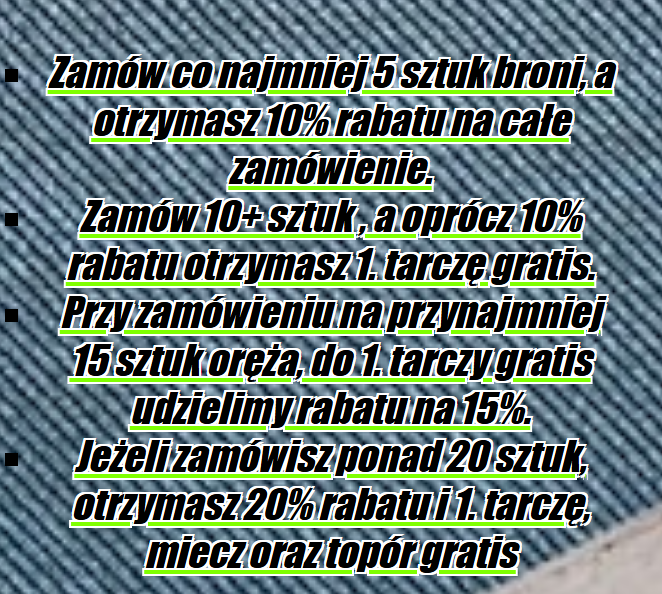 Zamów co najmniej 5 sztuk broni, a
otrzymasz 10% rabatu na całe
zamówienie.
Zamów 10+ sztuk , a oprócz 10%
rabatu otrzymasz 1. tarczę gratis.
Przy zamówieniu na przynajmniej
15 sztuk oręża, do 1. tarczy gratis
udzielimy rabatu na 15%.
Jeżeli zamówisz ponad 20 sztuk,
otrzymasz 20% rabatu i 1. tarczę,
miecz oraz topór gratis